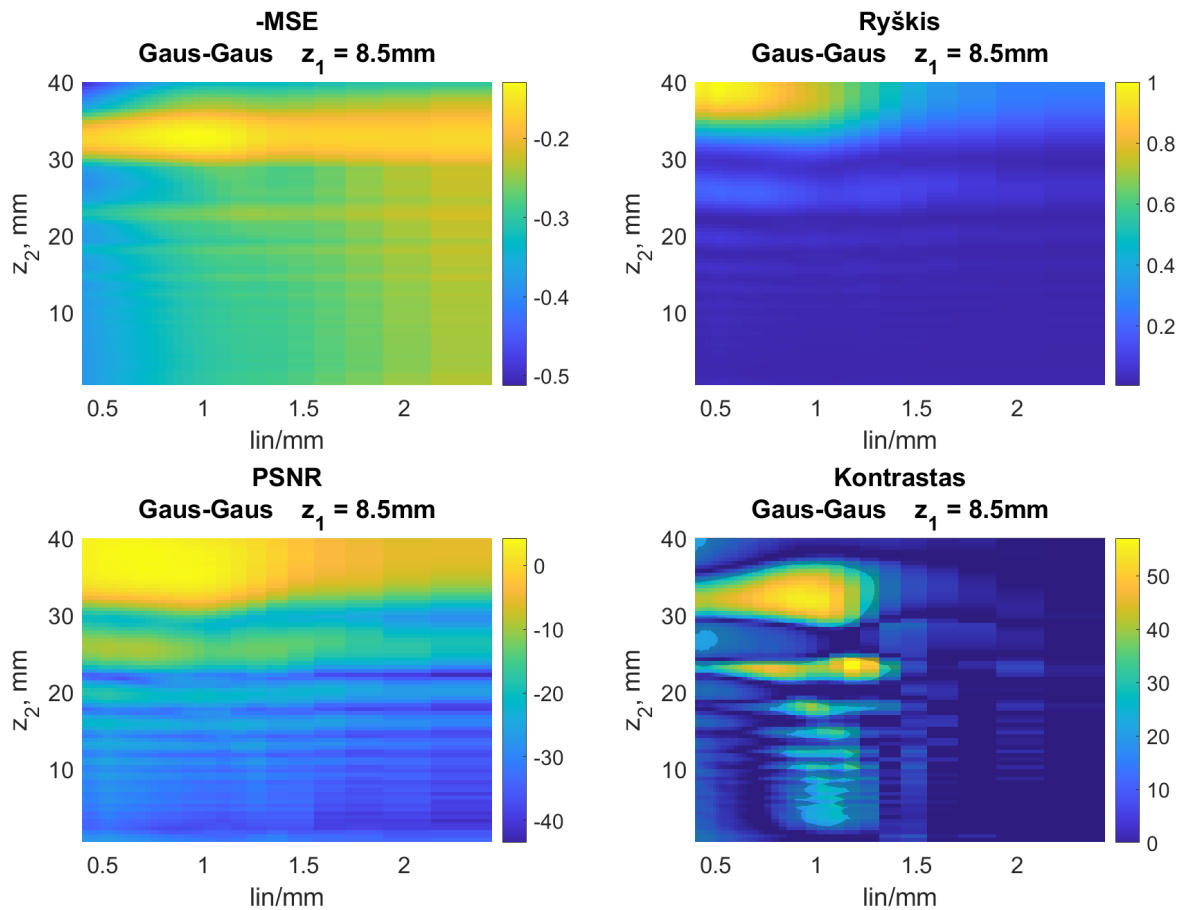 -MSE
Gaus-Gaus z₁ = 8.5mm
40
30
20
10
z₂, mm
0.5 1 1.5 2
lin/mm
-0.2
-0.3
-0.4
-0.5
Ryškis
Gaus-Gaus z₁ = 8.5mm
40
30
20
10
z₂, mm
0.5 1 1.5 2
lin/mm
1
0.8
0.6
0.4
0.2
PSNR
Gaus-Gaus z₁ = 8.5mm
40
30
20
10
z₂, mm
0.5 1 1.5 2
lin/mm
0
-10
-20
-30
-40
Kontrastas
Gaus-Gaus z₁ = 8.5mm
40
30
20
10
z₂, mm
0.5 1 1.5 2
lin/mm
50
40
30
20
10
0